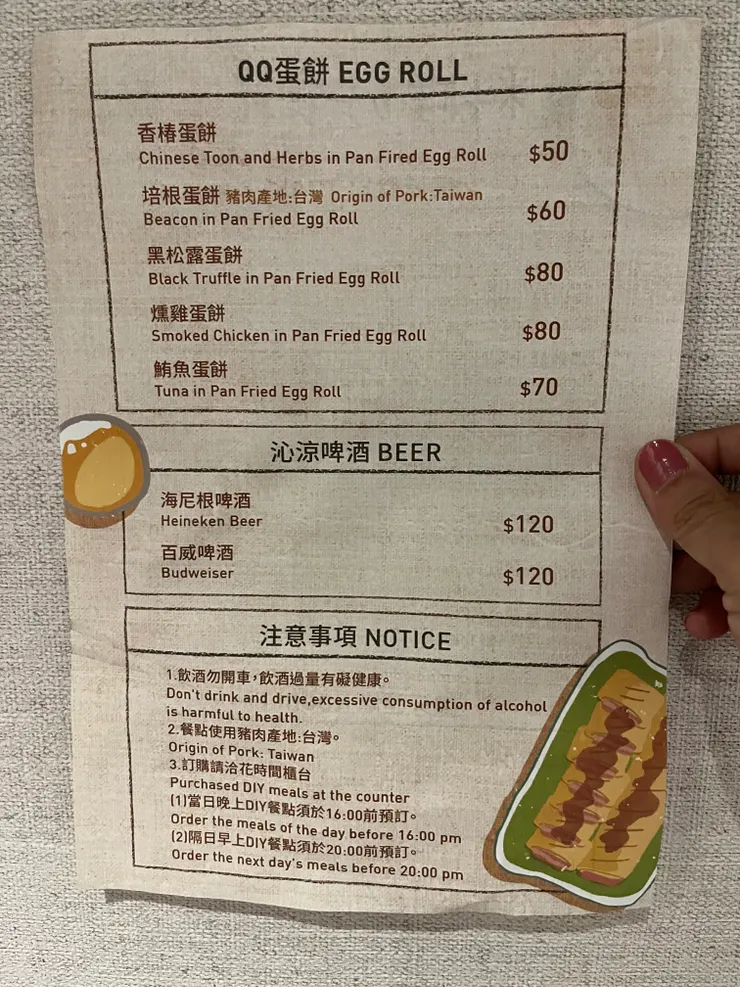 QQ蛋餅 EGG ROLL
香椿蛋餅
Chinese Toon and Herbs in Pan Fired Egg Roll $50
培根蛋餅 豬肉產地:台灣 Origin of Pork:Taiwan
Beacon in Pan Fried Egg Roll $60
黑松露蛋餅
Black Truffle in Pan Fried Egg Roll $80
燻雞蛋餅
Smoked Chicken in Pan Fried Egg Roll $80
鮪魚蛋餅
Tuna in Pan Fried Egg Roll $70
沁涼啤酒 BEER
海尼根啤酒
Heineken Beer $120
百威啤酒
Budweiser $120
注意事項 NOTICE
1.飲酒勿開車,飲酒過量有礙健康。
Don't drink and drive,excessive consumption of alcohol
is harmful to health.
2.餐點使用豬肉產地:台灣。
Origin of Pork: Taiwan
3.訂購請洽花時間櫃台
Purchased DIY meals at the counter
(1)當日晚上DIY餐點須於16:00前預訂。
Order the meals of the day before 16:00 pm
(2)隔日早上DIY餐點須於20:00前預訂。
Order the next day's meals before 20:00 pm